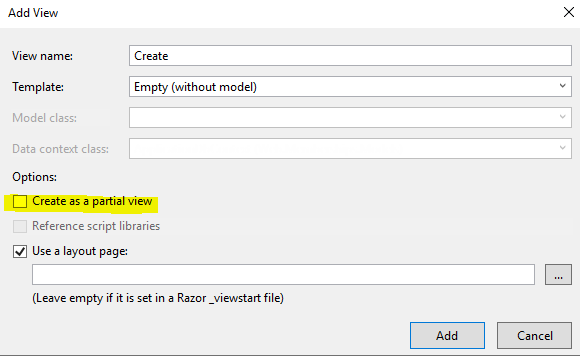 Add View
View name: Create
Template: Empty (without model)
Model class:
Data context class:
Options:
Create as a partial view
Reference script libraries
Use a layout page:
...
(Leave empty if it is set in a Razor _viewstart file)
Add Cancel